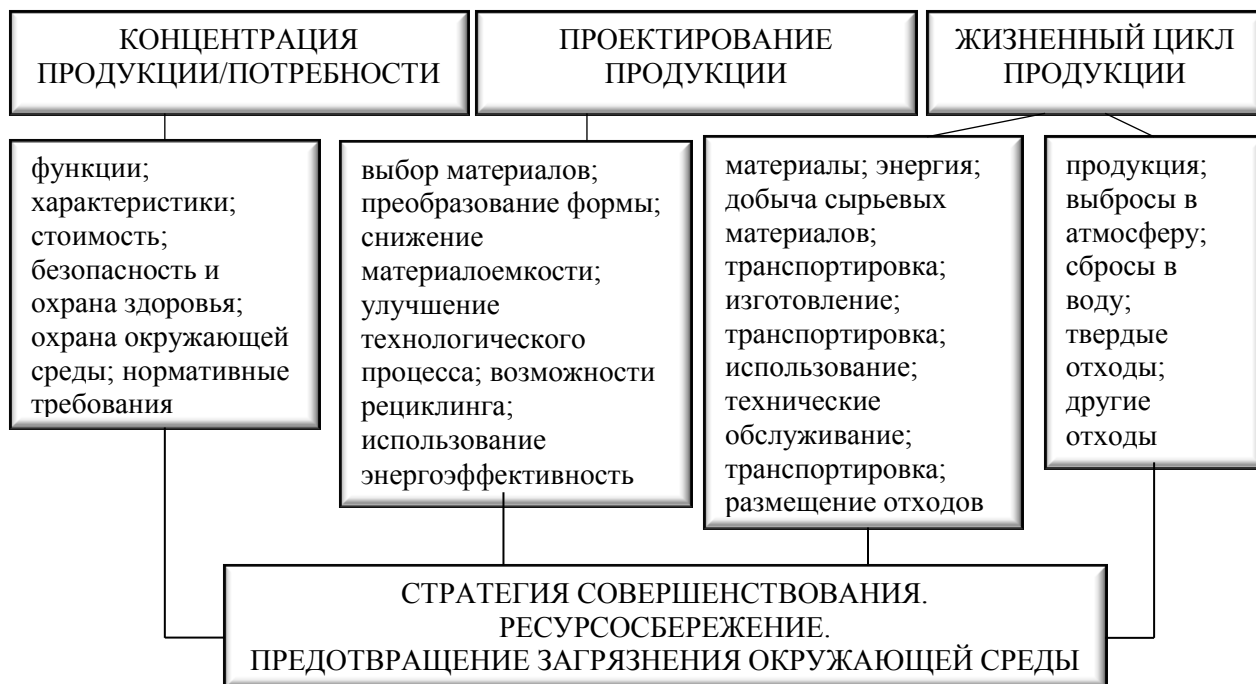 КОНЦЕНТРАЦИЯ
ПРОДУКЦИИ/ПОТРЕБНОСТИ
ПРОЕКТИРОВАНИЕ
ПРОДУКЦИИ
ЖИЗНЕННЫЙ ЦИКЛ
ПРОДУКЦИИ
функции;
характеристики;
стоимость;
безопасность и
охрана здоровья;
охрана окружающей
среды; нормативные
требования
выбор материалов;
преобразование формы;
снижение
материалоемкости;
улучшение
технологического
процесса; возможности
рециклинга;
использование
энергоэффективность
материалы; энергия;
добыча сырьевых
материалов;
транспортировка;
изготовление;
транспортировка;
использование;
технические
обслуживание;
транспортировка;
размещение отходов
продукция;
выбросы в
атмосферу;
сбросы в
воду;
твердые
отходы;
другие
отходы
СТРАТЕГИЯ СОВЕРШЕНСТВОВАНИЯ.
РЕСУРСОСБЕРЕЖЕНИЕ.
ПРЕДОТВРАЩЕНИЕ ЗАГРЯЗНЕНИЯ ОКРУЖАЮЩЕЙ СРЕДЫ